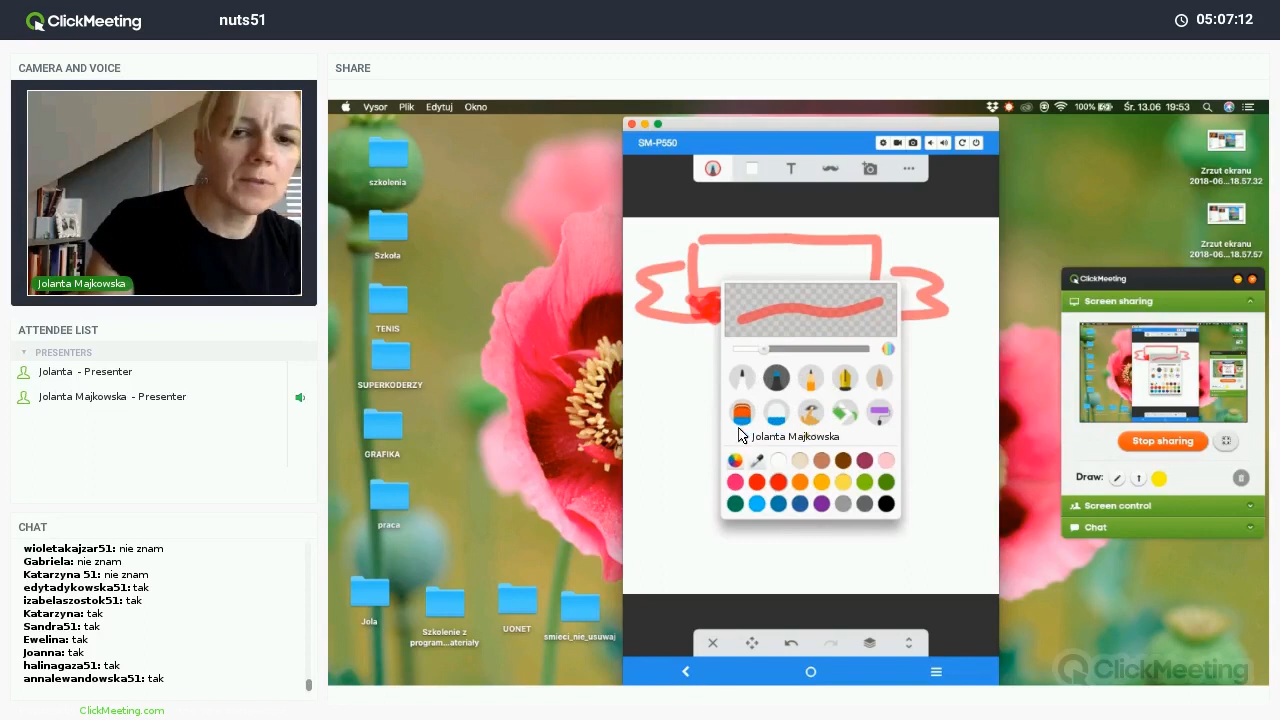 ClickMeeting
nuts51
05:07:12
CAMERA AND VOICE
Jolanta Majkowska
ATTENDEE LIST
PRESENTERS
Jolanta - Presenter
Jolanta Majkowska - Presenter
CHAT
wioletakajzar51: nie znam
Gabriela: nie znam
Katarzyna 51: nie znam
edytadykowska51: tak
izabelaszostok51: tak
Katarzyna: tak
Sandra51: tak
Ewelina: tak
Joanna: tak
halinagaza51: tak
annalewandowska51: tak
ClickMeeting.com
SHARE
Vysor Plik Edytuj Okno
100% Śr. 13.06 19:53
szkolenia
Szkoła
TENIS
SUPERKODERZY
GRAFIKA
praca
Jola
Szkolenie z
program...ateriały
UONET
smieci_nie_usuwaj
SM-P550
T
Jolanta Majkowska
Zrzut ekranu
2018-06...18.57.32
Zrzut ekranu
2018-06...18.57.57
ClickMeeting
Screen sharing
Stop sharing
Draw:
Screen control
Chat
ClickMeeting